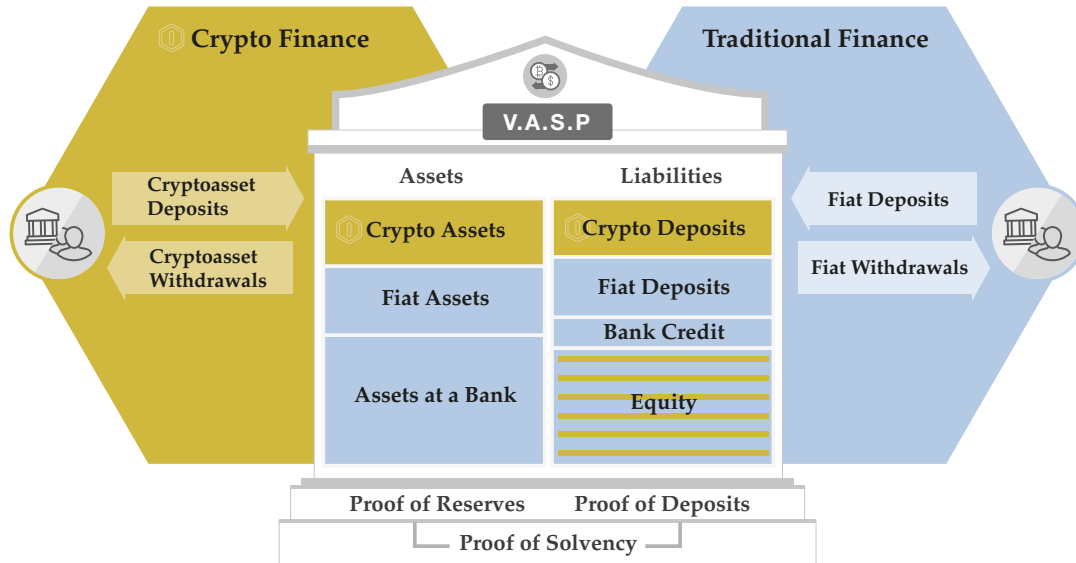 Crypto Finance
Traditional Finance
₿
$
V.A.S.P
Assets
Liabilities
Cryptoasset
Deposits
Cryptoasset
Withdrawals
Crypto Assets
Fiat Assets
Assets at a Bank
Crypto Deposits
Fiat Deposits
Bank Credit
Equity
Fiat Deposits
Fiat Withdrawals
Proof of Reserves
Proof of Deposits
Proof of Solvency